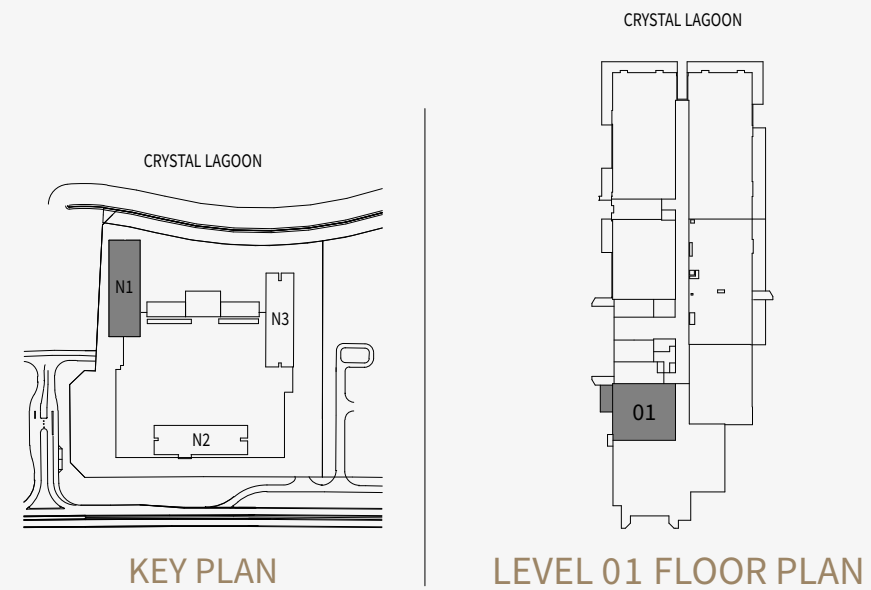 CRYSTAL LAGOON
N1
N3
N2
KEY PLAN
CRYSTAL LAGOON
01
LEVEL 01 FLOOR PLAN